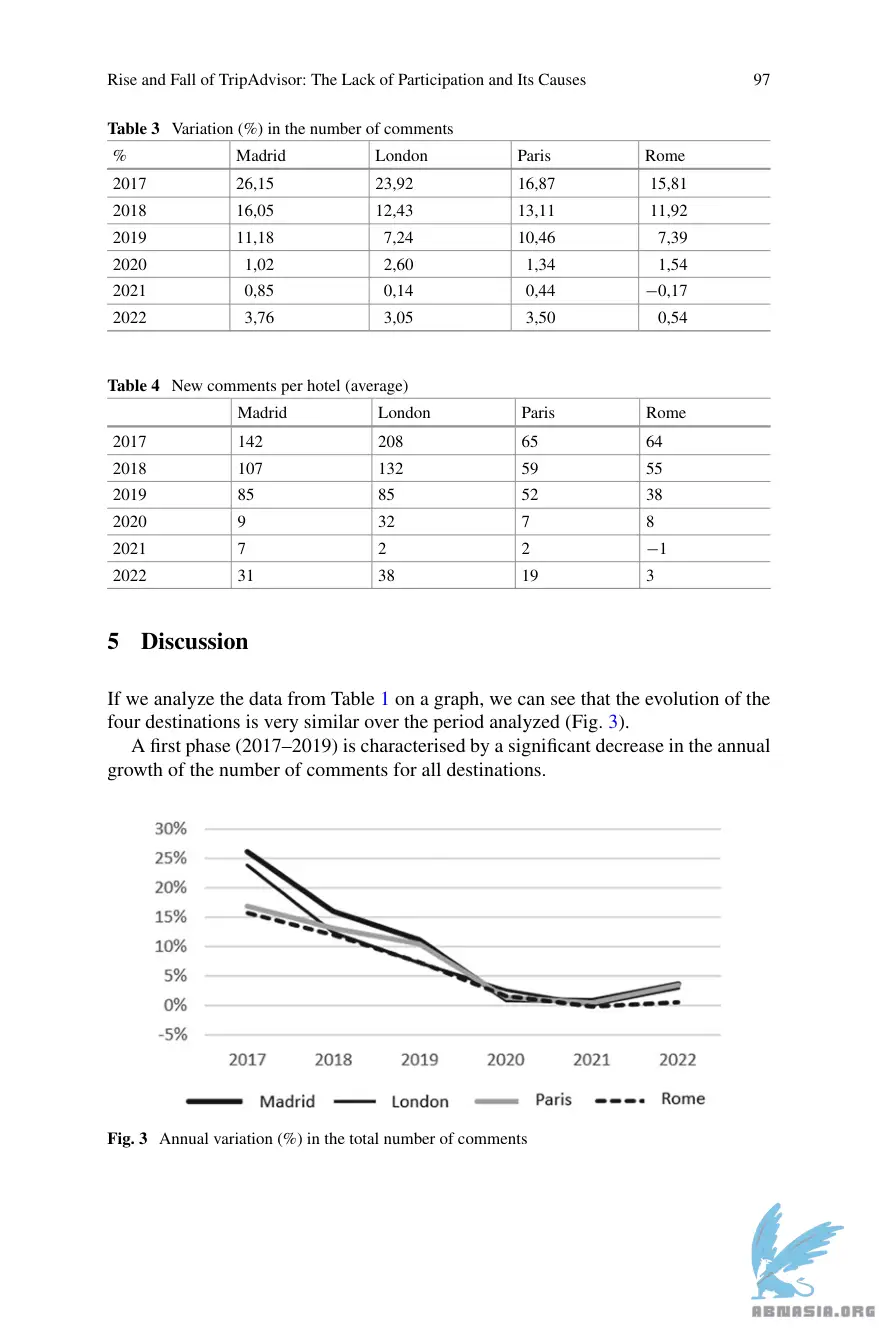 Rise and Fall of TripAdvisor: The Lack of Participation and Its Causes 97
Table 3 Variation (%) in the number of comments
% Madrid London Paris Rome
2017 26,15 23,92 16,87 15,81
2018 16,05 12,43 13,11 11,92
2019 11,18 7,24 10,46 7,39
2020 1,02 2,60 1,34 1,54
2021 0,85 0,14 0,44 −0,17
2022 3,76 3,05 3,50 0,54
Table 4 New comments per hotel (average)
Madrid London Paris Rome
2017 142 208 65 64
2018 107 132 59 55
2019 85 85 52 38
2020 9 32 7 8
2021 7 2 2 −1
2022 31 38 19 3
5 Discussion
If we analyze the data from Table 1 on a graph, we can see that the evolution of the
four destinations is very similar over the period analyzed (Fig. 3).
A first phase (2017–2019) is characterised by a significant decrease in the annual
growth of the number of comments for all destinations.
30%
25%
20%
15%
10%
5%
0%
-5%
2017 2018 2019 2020 2021 2022
Madrid London Paris Rome
Fig. 3 Annual variation (%) in the total number of comments
ABNASIA.ORG